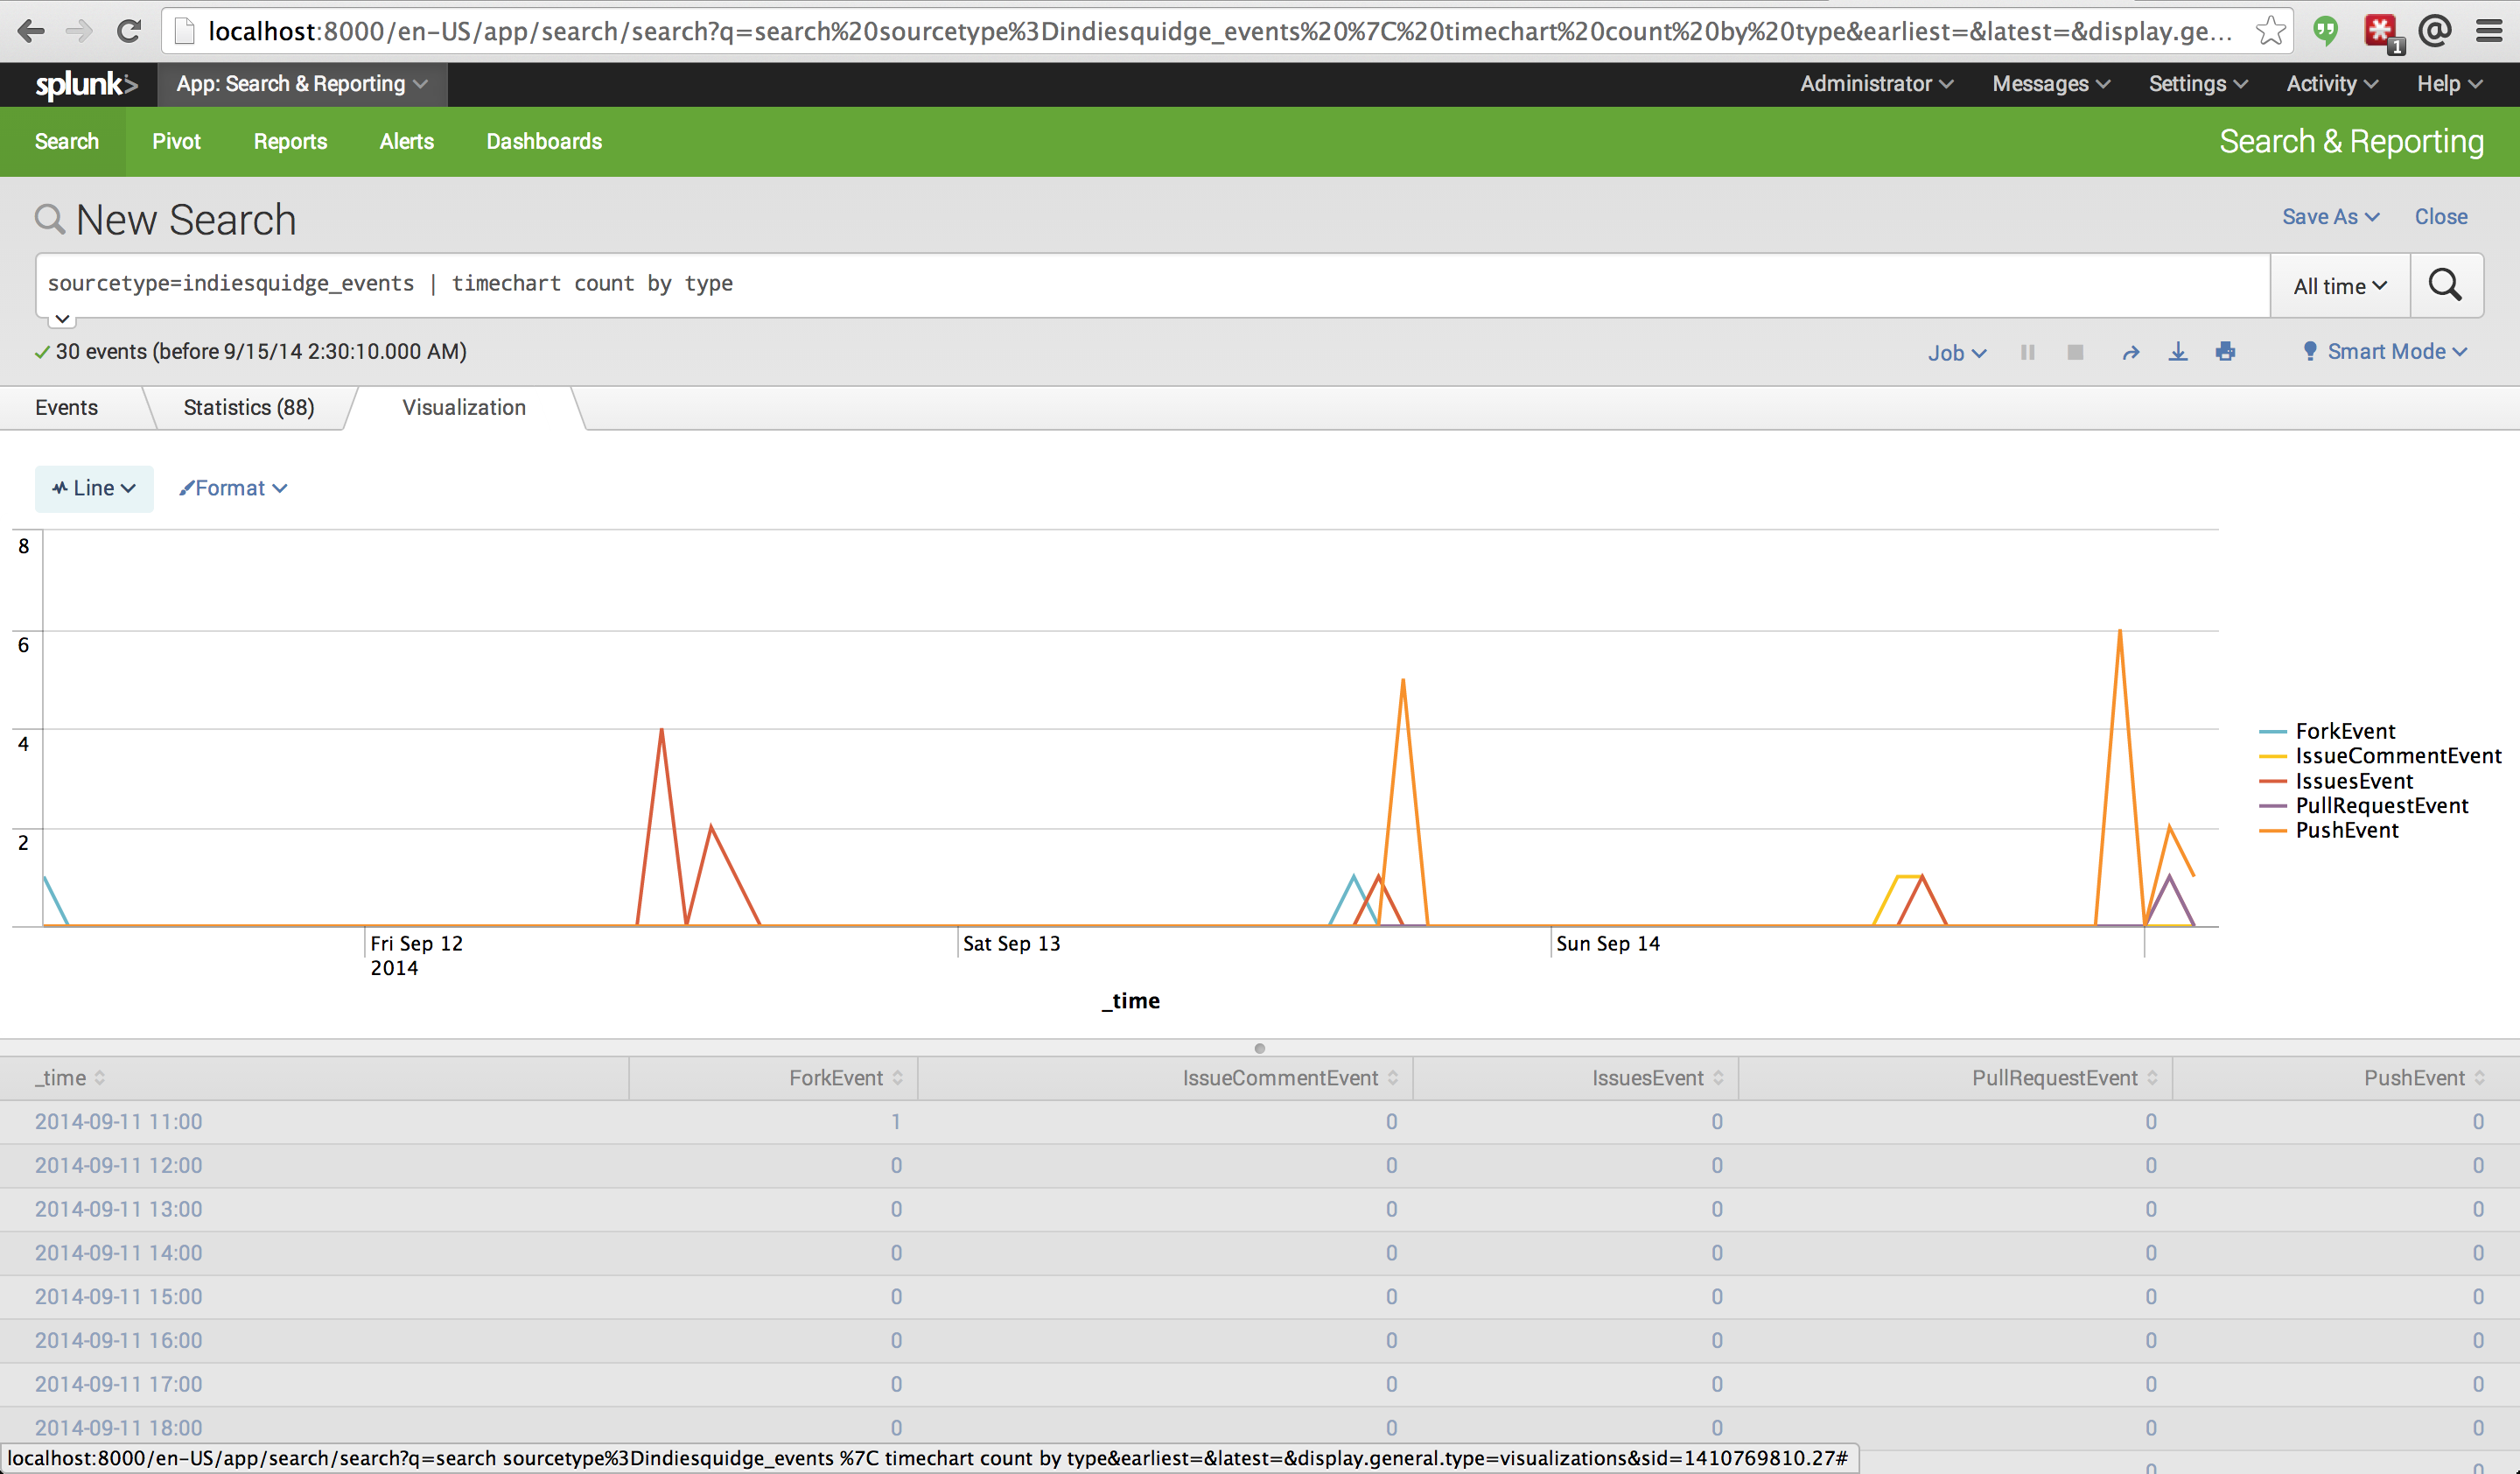 localhost:8000/en-US/app/search/search?q=search%20sourcetype%3Dindiesquidge_events%20%7C%20timechart%20count%20by%20type&earliest=&latest=&display.ge...
1
splunk> App: Search & Reporting Administrator Messages Settings Activity Help
Search Pivot Reports Alerts Dashboards Search & Reporting
New Search Save As Close
sourcetype=indiesquidge_events | timechart count by type All time
30 events (before 9/15/14 2:30:10.000 AM) Job Smart Mode
Events Statistics (88) Visualization
Line Format
8
6
4
2
ForkEvent
IssueCommentEvent
IssuesEvent
PullRequestEvent
PushEvent
Fri Sep 12 Sat Sep 13 Sun Sep 14
2014
_time
_time ForkEvent IssueCommentEvent IssuesEvent PullRequestEvent PushEvent
2014-09-11 11:00 1 0 0 0 0
2014-09-11 12:00 0 0 0 0 0
2014-09-11 13:00 0 0 0 0 0
2014-09-11 14:00 0 0 0 0 0
2014-09-11 15:00 0 0 0 0 0
2014-09-11 16:00 0 0 0 0 0
2014-09-11 17:00 0 0 0 0 0
2014-09-11 18:00 0 0 0 0 0
localhost:8000/en-US/app/search/search?q=search sourcetype%3Dindiesquidge_events %7C timechart count by type&earliest=&latest=&display.general.type=visualizations&sid=1410769810.27#